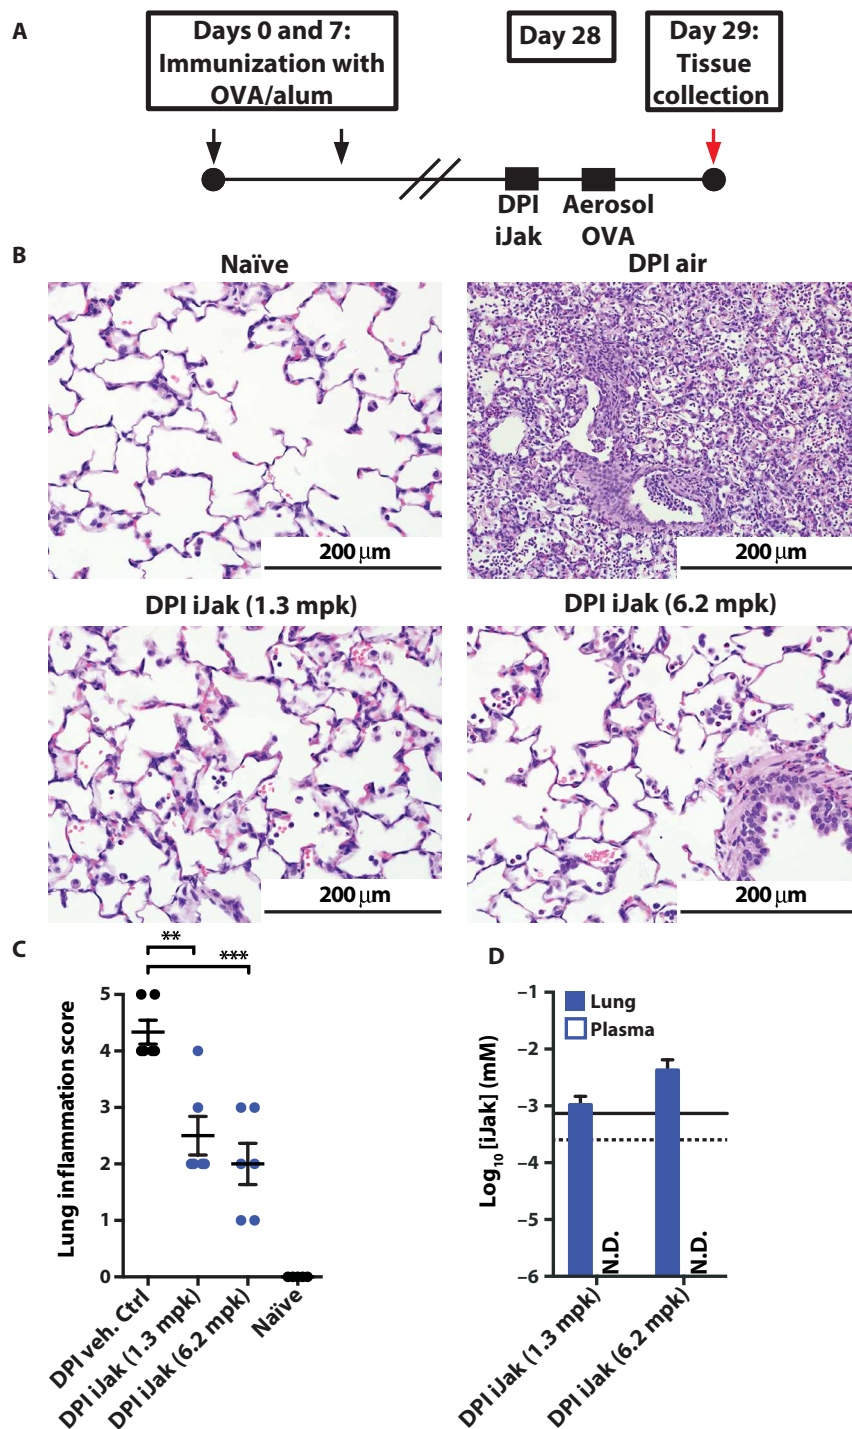 A
Days 0 and 7:
Immunization with
OVA/alum
Day 28
Day 29:
Tissue
collection
DPI
iJak
Aerosol
OVA
B
Naïve
DPI air
200 μm
200 μm
DPI iJak (1.3 mpk)
DPI iJak (6.2 mpk)
200 μm
200 μm
C
**
***
Lung inflammation score
5
4
3
2
1
0
DPI veh. Ctrl
DPI iJak (1.3 mpk)
DPI iJak (6.2 mpk)
Naïve
D
Lung
Plasma
Log10 [iJak] (mM)
−1
−2
−3
−4
−5
−6
N.D.
N.D.
DPI iJak (1.3 mpk)
DPI iJak (6.2 mpk)